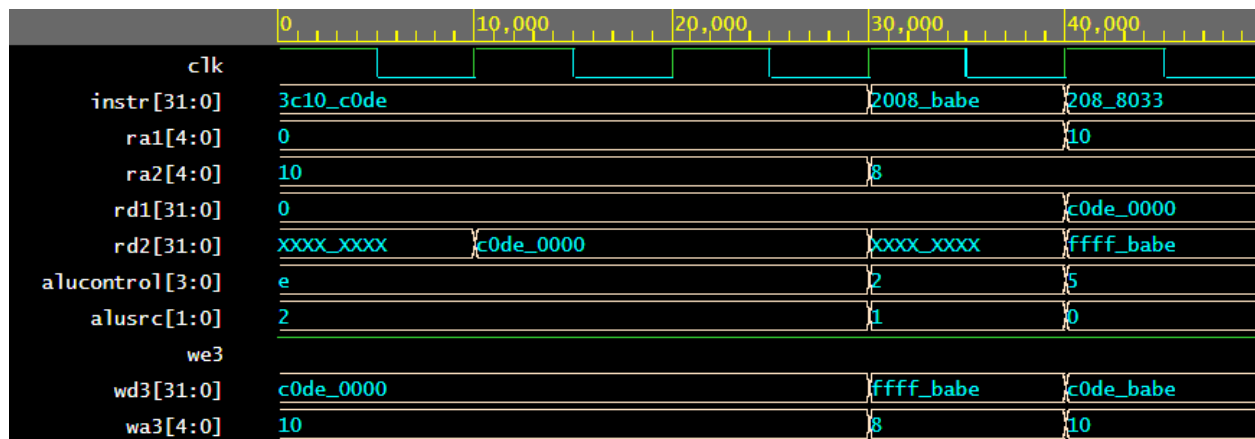 0 10,000 20,000 30,000 40,000
clk
instr[31:0] 3c10_c0de 2008_babe 208_8033
ra1[4:0] 0 10
ra2[4:0] 10 8
rd1[31:0] 0 c0de_0000
rd2[31:0] XXXX_XXXX c0de_0000 XXXX_XXXX ffff_babe
alucontrol[3:0] e 2 5
alusrc[1:0] 2 1 0
we3
wd3[31:0] c0de_0000 ffff_babe c0de_babe
wa3[4:0] 10 8 10